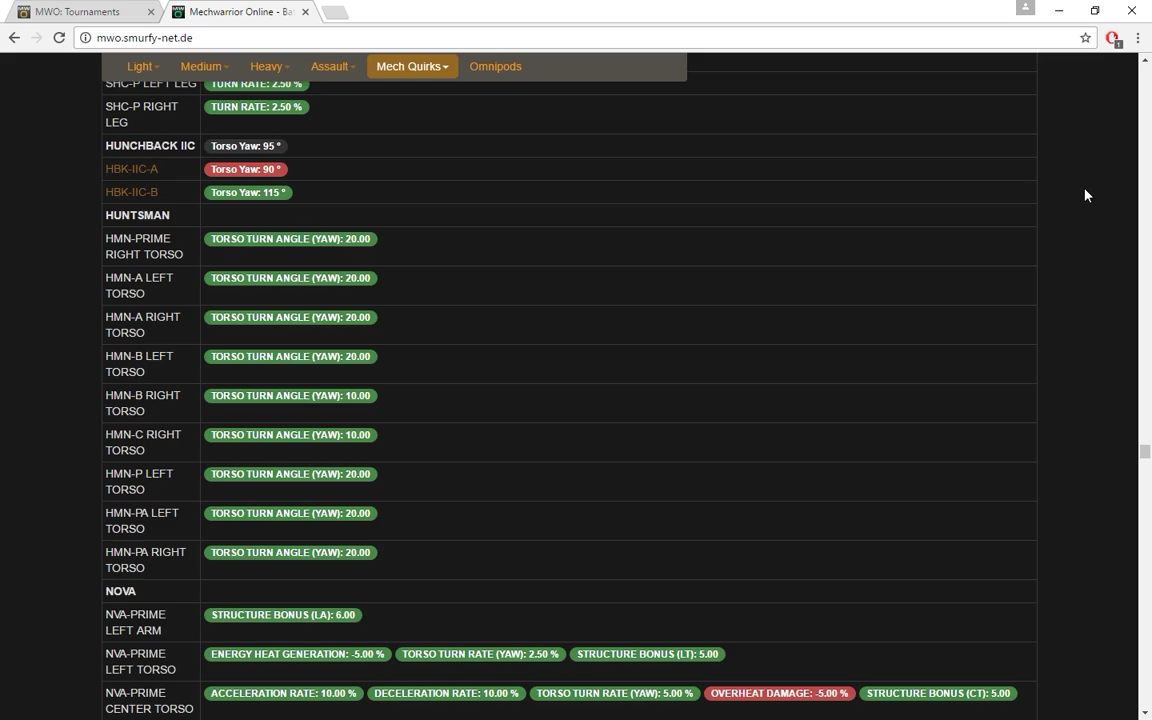 MWO: Tournaments
Mechwarrior Online - Ba
mwo.smurfy-net.de
1
Light
Medium
Heavy
Assault
Mech Quirks
Omnipods
SHC-P LEFT LEG
TURN RATE: 2.50 %
SHC-P RIGHT
LEG
TURN RATE: 2.50 %
HUNCHBACK IIC
Torso Yaw: 95 °
HBK-IIC-A
Torso Yaw: 90 °
HBK-IIC-B
Torso Yaw: 115 °
HUNTSMAN
HMN-PRIME
RIGHT TORSO
TORSO TURN ANGLE (YAW): 20.00
HMN-A LEFT
TORSO
TORSO TURN ANGLE (YAW): 20.00
HMN-A RIGHT
TORSO
TORSO TURN ANGLE (YAW): 20.00
HMN-B LEFT
TORSO
TORSO TURN ANGLE (YAW): 20.00
HMN-B RIGHT
TORSO
TORSO TURN ANGLE (YAW): 10.00
HMN-C RIGHT
TORSO
TORSO TURN ANGLE (YAW): 10.00
HMN-P LEFT
TORSO
TORSO TURN ANGLE (YAW): 20.00
HMN-PA LEFT
TORSO
TORSO TURN ANGLE (YAW): 20.00
HMN-PA RIGHT
TORSO
TORSO TURN ANGLE (YAW): 20.00
NOVA
NVA-PRIME
LEFT ARM
STRUCTURE BONUS (LA): 6.00
NVA-PRIME
LEFT TORSO
ENERGY HEAT GENERATION: -5.00 % TORSO TURN RATE (YAW): 2.50 % STRUCTURE BONUS (LT): 5.00
NVA-PRIME
CENTER TORSO
ACCELERATION RATE: 10.00 % DECELERATION RATE: 10.00 % TORSO TURN RATE (YAW): 5.00 % OVERHEAT DAMAGE: -5.00 % STRUCTURE BONUS (CT): 5.00